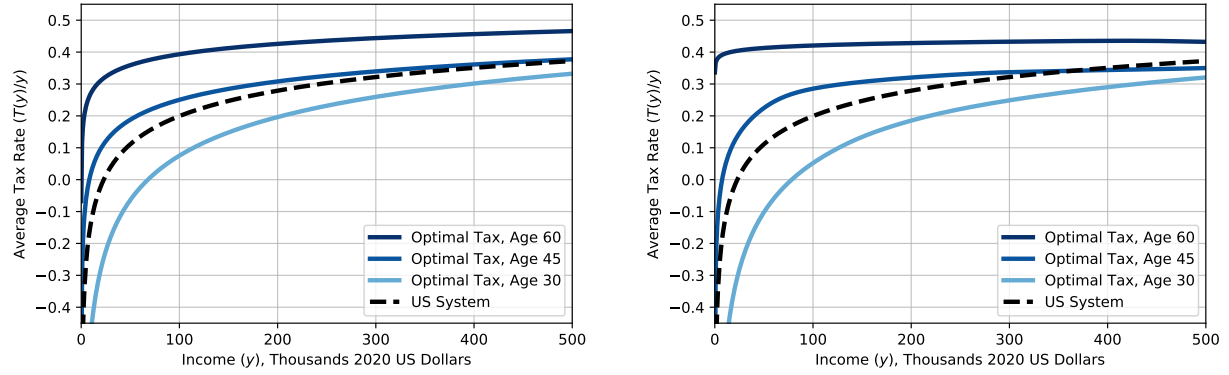 0.5
0.4
0.3
0.2
0.1
0.0
−0.1
−0.2
−0.3
−0.4
Average Tax Rate (T(y)/y)
Optimal Tax, Age 60
Optimal Tax, Age 45
Optimal Tax, Age 30
US System
0 100 200 300 400 500
Income (y), Thousands 2020 US Dollars
0.5
0.4
0.3
0.2
0.1
0.0
−0.1
−0.2
−0.3
−0.4
Average Tax Rate (T(y)/y)
Optimal Tax, Age 60
Optimal Tax, Age 45
Optimal Tax, Age 30
US System
0 100 200 300 400 500
Income (y), Thousands 2020 US Dollars